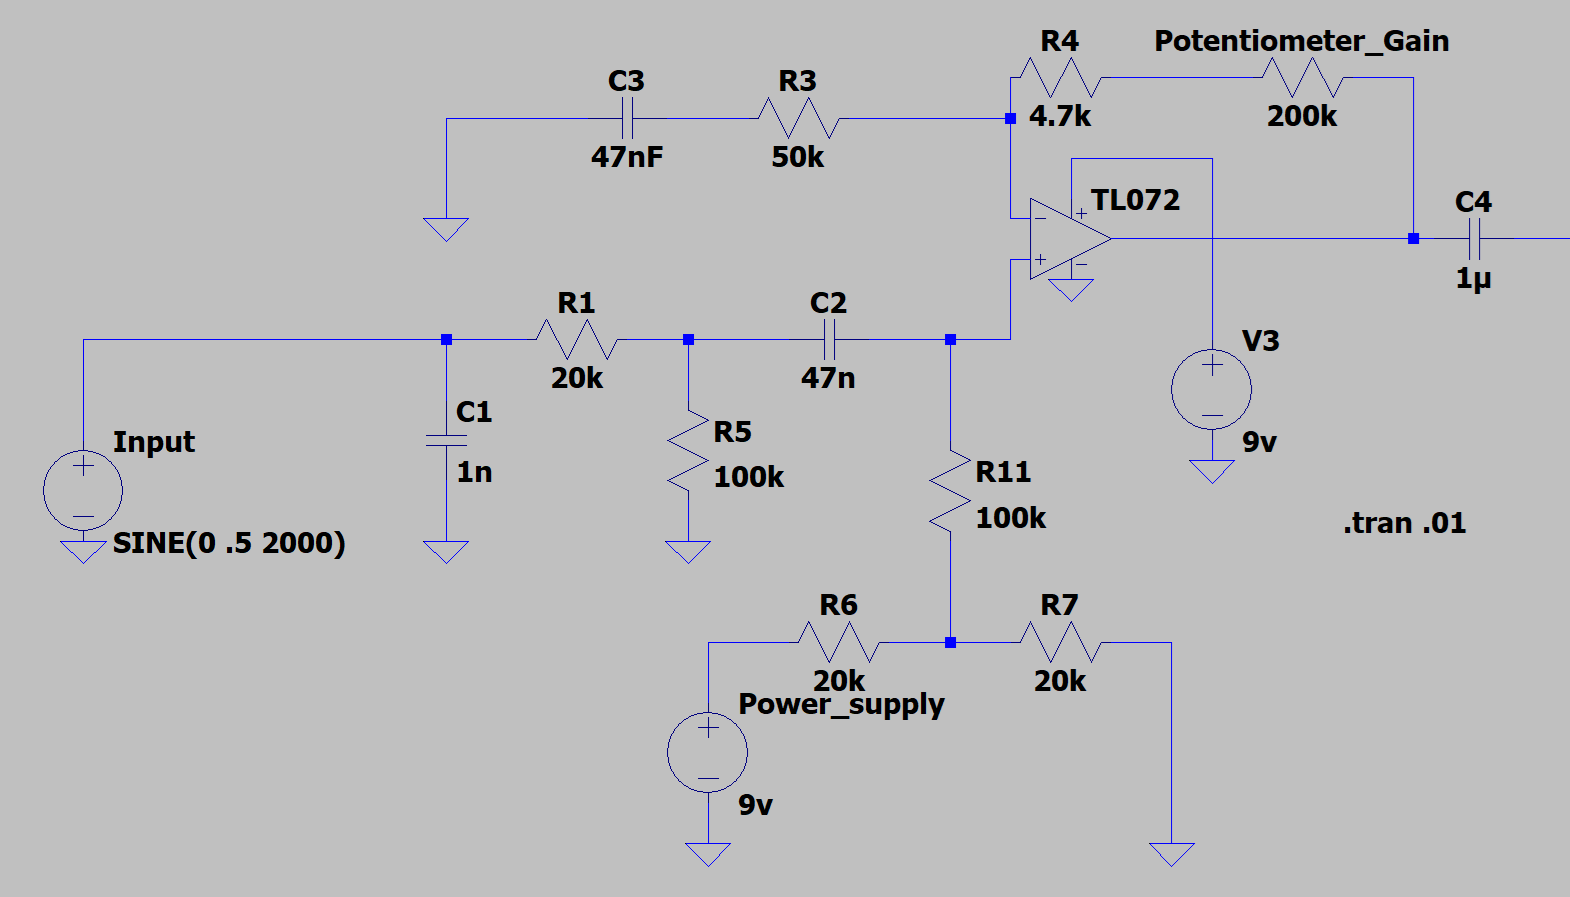 R4
Potentiometer_Gain
C3
R3
4.7k
200k
47nF
50k
TL072
C4
1µ
R1
C2
20k
47n
V3
9v
C1
1n
R5
100k
Input
SINE(0 .5 2000)
R11
100k
.tran .01
R6
R7
20k
20k
Power_supply
9v